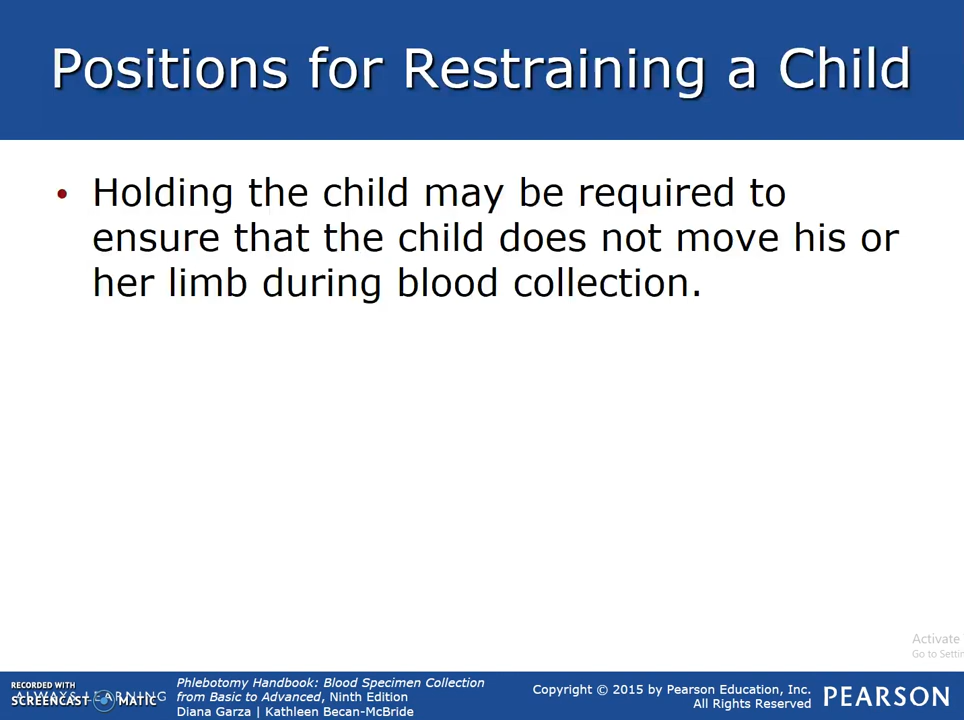 Positions for Restraining a Child
• Holding the child may be required to
ensure that the child does not move his or
her limb during blood collection.
Activate
Go to Settin
RECORDED WITH
ALWAYS LEARNING
SCREENCAST MATIC
Phlebotomy Handbook: Blood Specimen Collection
from Basic to Advanced, Ninth Edition
Diana Garza | Kathleen Becan-McBride
Copyright © 2015 by Pearson Education, Inc.
All Rights Reserved
PEARSON